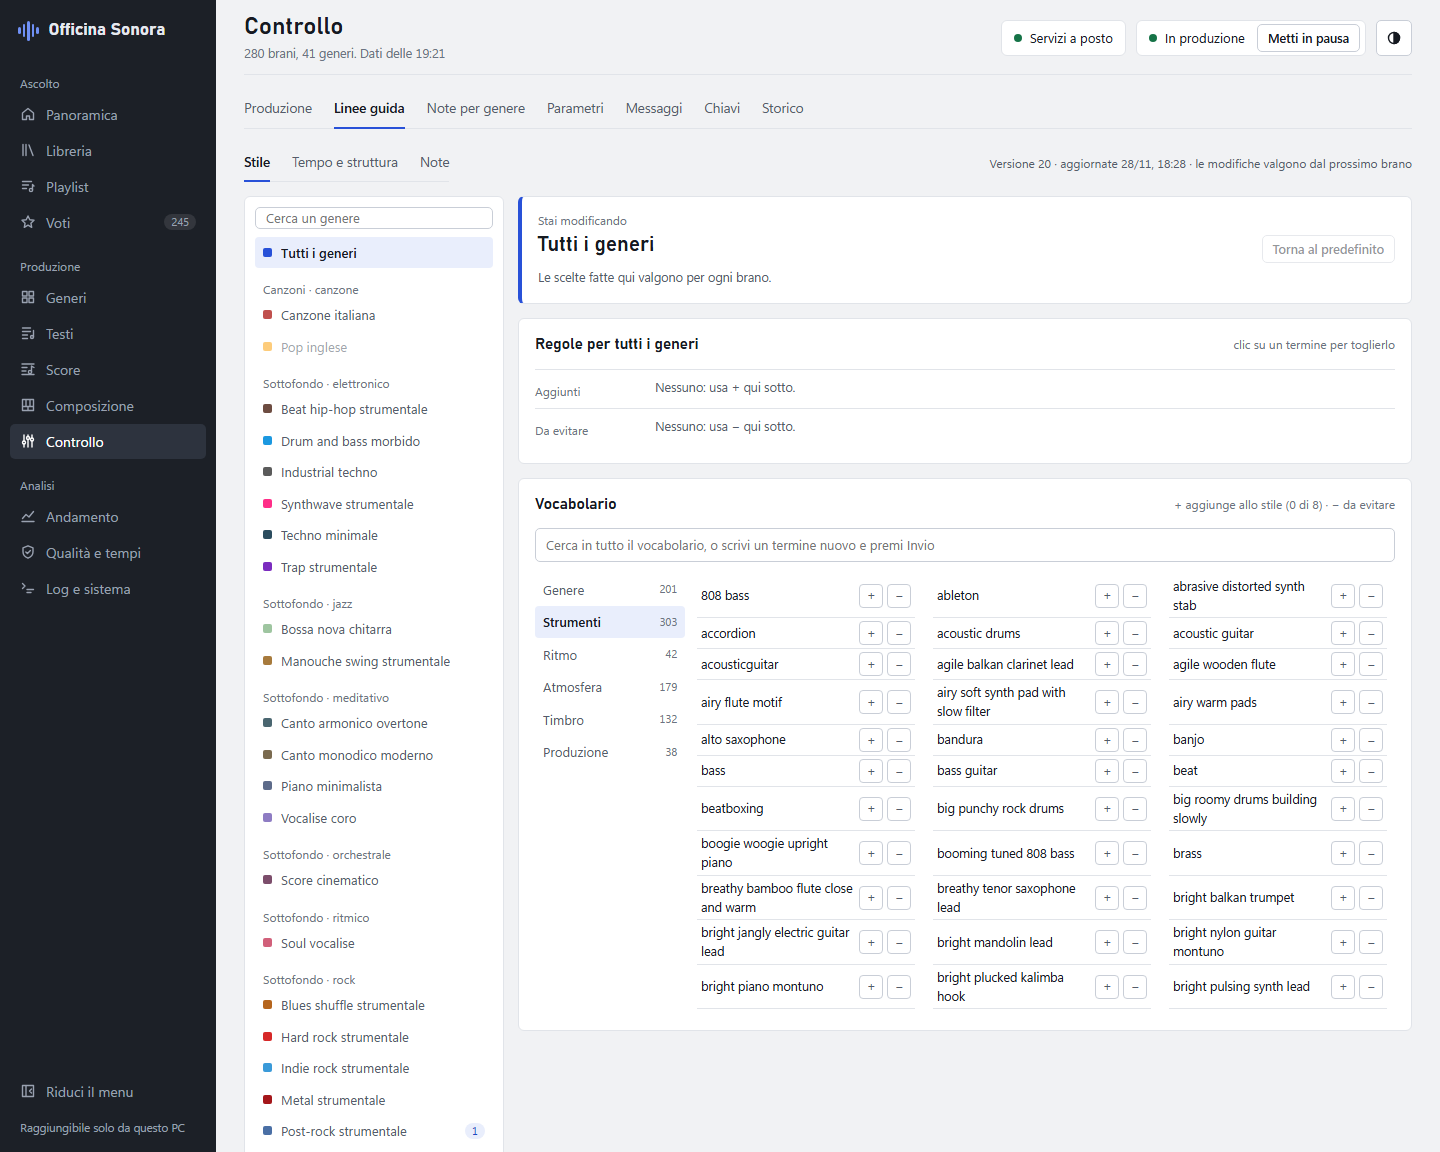 Officina Sonora
Ascolto
Panoramica
Libreria
Playlist
Voti 245
Produzione
Generi
Testi
Score
Composizione
Controllo
Analisi
Andamento
Qualità e tempi
Log e sistema
Riduci il menu
Raggiungibile solo da questo PC
Controllo
280 brani, 41 generi. Dati delle 19:21
Servizi a posto
In produzione Metti in pausa
Produzione Linee guida Note per genere Parametri Messaggi Chiavi Storico
Stile Tempo e struttura Note
Versione 20 · aggiornate 28/11, 18:28 · le modifiche valgono dal prossimo brano
Cerca un genere
Tutti i generi
Canzoni · canzone
Canzone italiana
Pop inglese
Sottofondo · elettronico
Beat hip-hop strumentale
Drum and bass morbido
Industrial techno
Synthwave strumentale
Techno minimale
Trap strumentale
Sottofondo · jazz
Bossa nova chitarra
Manouche swing strumentale
Sottofondo · meditativo
Canto armonico overtone
Canto monodico moderno
Piano minimalista
Vocalise coro
Sottofondo · orchestrale
Score cinematico
Sottofondo · ritmico
Soul vocalise
Sottofondo · rock
Blues shuffle strumentale
Hard rock strumentale
Indie rock strumentale
Metal strumentale
Post-rock strumentale 1
Stai modificando
Tutti i generi
Le scelte fatte qui valgono per ogni brano.
Torna al predefinito
Regole per tutti i generi
clic su un termine per toglierlo
Aggiunti Nessuno: usa + qui sotto.
Da evitare Nessuno: usa − qui sotto.
Vocabolario
+ aggiunge allo stile (0 di 8) · − da evitare
Cerca in tutto il vocabolario, o scrivi un termine nuovo e premi Invio
Genere 201
Strumenti 303
Ritmo 42
Atmosfera 179
Timbro 132
Produzione 38
808 bass + −
ableton + −
abrasive distorted synth
stab + −
accordion + −
acoustic drums + −
acoustic guitar + −
acousticguitar + −
agile balkan clarinet lead + −
agile wooden flute + −
airy flute motif + −
airy soft synth pad with
slow filter + −
airy warm pads + −
alto saxophone + −
bandura + −
banjo + −
bass + −
bass guitar + −
beat + −
beatboxing + −
big punchy rock drums + −
big roomy drums building
slowly + −
boogie woogie upright
piano + −
booming tuned 808 bass + −
brass + −
breathy bamboo flute close
and warm + −
breathy tenor saxophone
lead + −
bright balkan trumpet + −
bright jangly electric guitar
lead + −
bright mandolin lead + −
bright nylon guitar
montuno + −
bright piano montuno + −
bright plucked kalimba
hook + −
bright pulsing synth lead + −